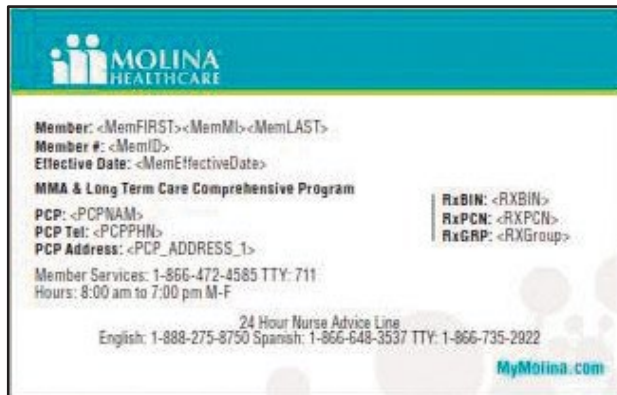 MOLINA
HEALTHCARE
Member: <MemFIRST><MemMI><MemLAST>
Member #: <MemID>
Effective Date: <MemEffectiveDate>
MMA & Long Term Care Comprehensive Program
PCP: <PCPNAM>
PCP Tel: <PCPPHN>
PCP Address: <PCP_ADDRESS_1>
RxBIN: <RXBIN>
RxPCN: <RXPCN>
RxGRP: <RXGroup>
Member Services: 1-866-472-4585 TTY: 711
Hours: 8:00 am to 7:00 pm M-F
24 Hour Nurse Advice Line
English: 1-888-275-8750 Spanish: 1-866-648-3537 TTY: 1-866-735-2922
MyMolina.com